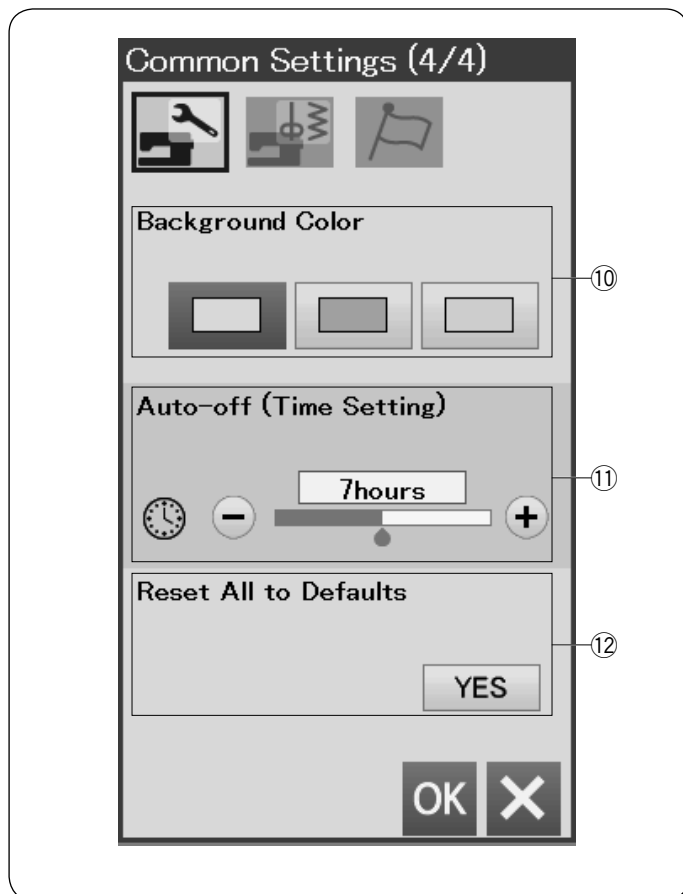 Common Settings (4/4)
Background Color
⑩
Auto-off (Time Setting)
7hours
⑪
Reset All to Defaults
⑫
YES
OK